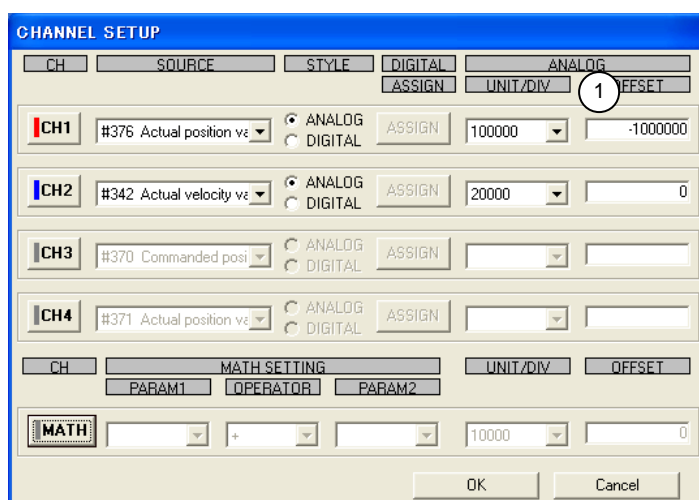 CHANNEL SETUP
CH SOURCE STYLE DIGITAL ANALOG
ASSIGN UNIT/DIV 1 FFSET
CH1 #376 Actual position va ANALOG ASSIGN 100000 -1000000
DIGITAL
CH2 #342 Actual velocity va ANALOG ASSIGN 20000 0
DIGITAL
CH3 #370 Commanded posi ANALOG ASSIGN
DIGITAL
CH4 #371 Actual position va ANALOG ASSIGN
DIGITAL
CH MATH SETTING UNIT/DIV OFFSET
PARAM1 OPERATOR PARAM2
MATH + 10000 0
OK Cancel